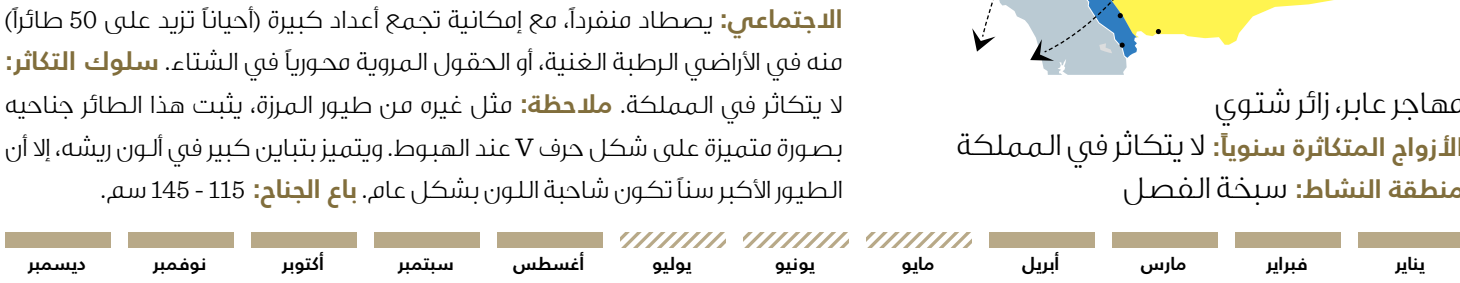 مهاجر عابر، زائر شتوي
الأزواج المتكاثرة سنوياً: لا يتكاثر في المملكة
منطقة النشاط: سبخة الفصل
الاجتماعي: يصطاد منفرداً، مع إمكانية تجمع أعداد كبيرة (أحياناً تزيد على 50 طائراً)
منه في الأراضي الرطبة الغنية، أو الحقول المروية محورياً في الشتاء. سلوك التكاثر:
لا يتكاثر في المملكة. ملاحظة: مثل غيره من طيور المرزة، يثبت هذا الطائر جناحيه
بصورة متميزة على شكل حرف V عند الهبوط. ويتميز بتباين كبير في ألون ريشه، إلا أن
الطيور الأكبر سناً تكون شاحبة اللون بشكل عام. باع الجناح: 115 - 145 سم.
يناير فبراير مارس أبريل مايو يونيو يوليو أغسطس سبتمبر أكتوبر نوفمبر ديسمبر